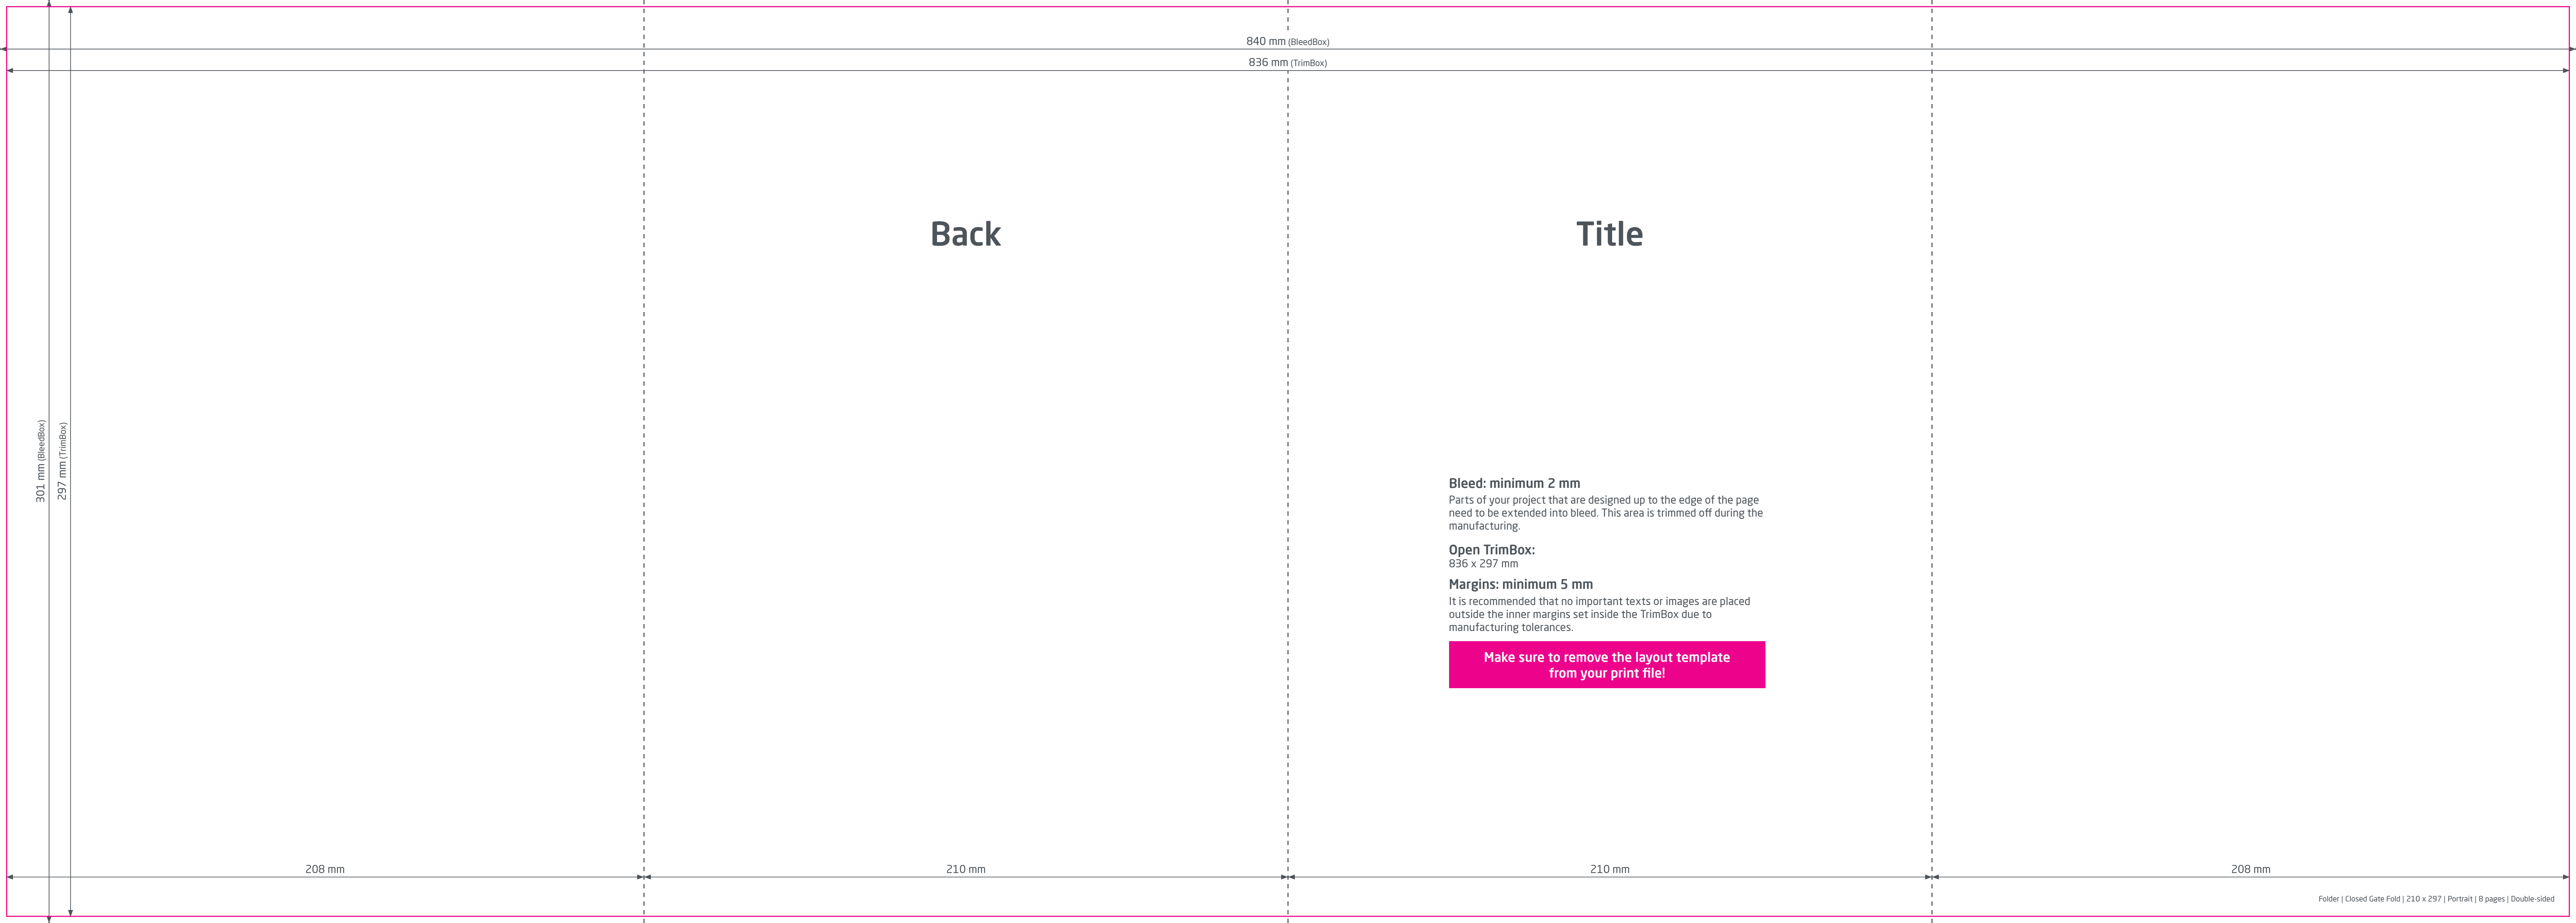 840 mm (BleedBox)
836 mm (TrimBox)
Back
Title
301 mm (BleedBox)
297 mm (TrimBox)
Bleed: minimum 2 mm
Parts of your project that are designed up to the edge of the page
need to be extended into bleed. This area is trimmed off during the
manufacturing.
Open TrimBox:
836 x 297 mm
Margins: minimum 5 mm
It is recommended that no important texts or images are placed
outside the inner margins set inside the TrimBox due to
manufacturing tolerances.
Make sure to remove the layout template
from your print file!
208 mm
210 mm
210 mm
208 mm
Folder | Closed Gate Fold | 210 x 297 | Portrait | 8 pages | Double-sided